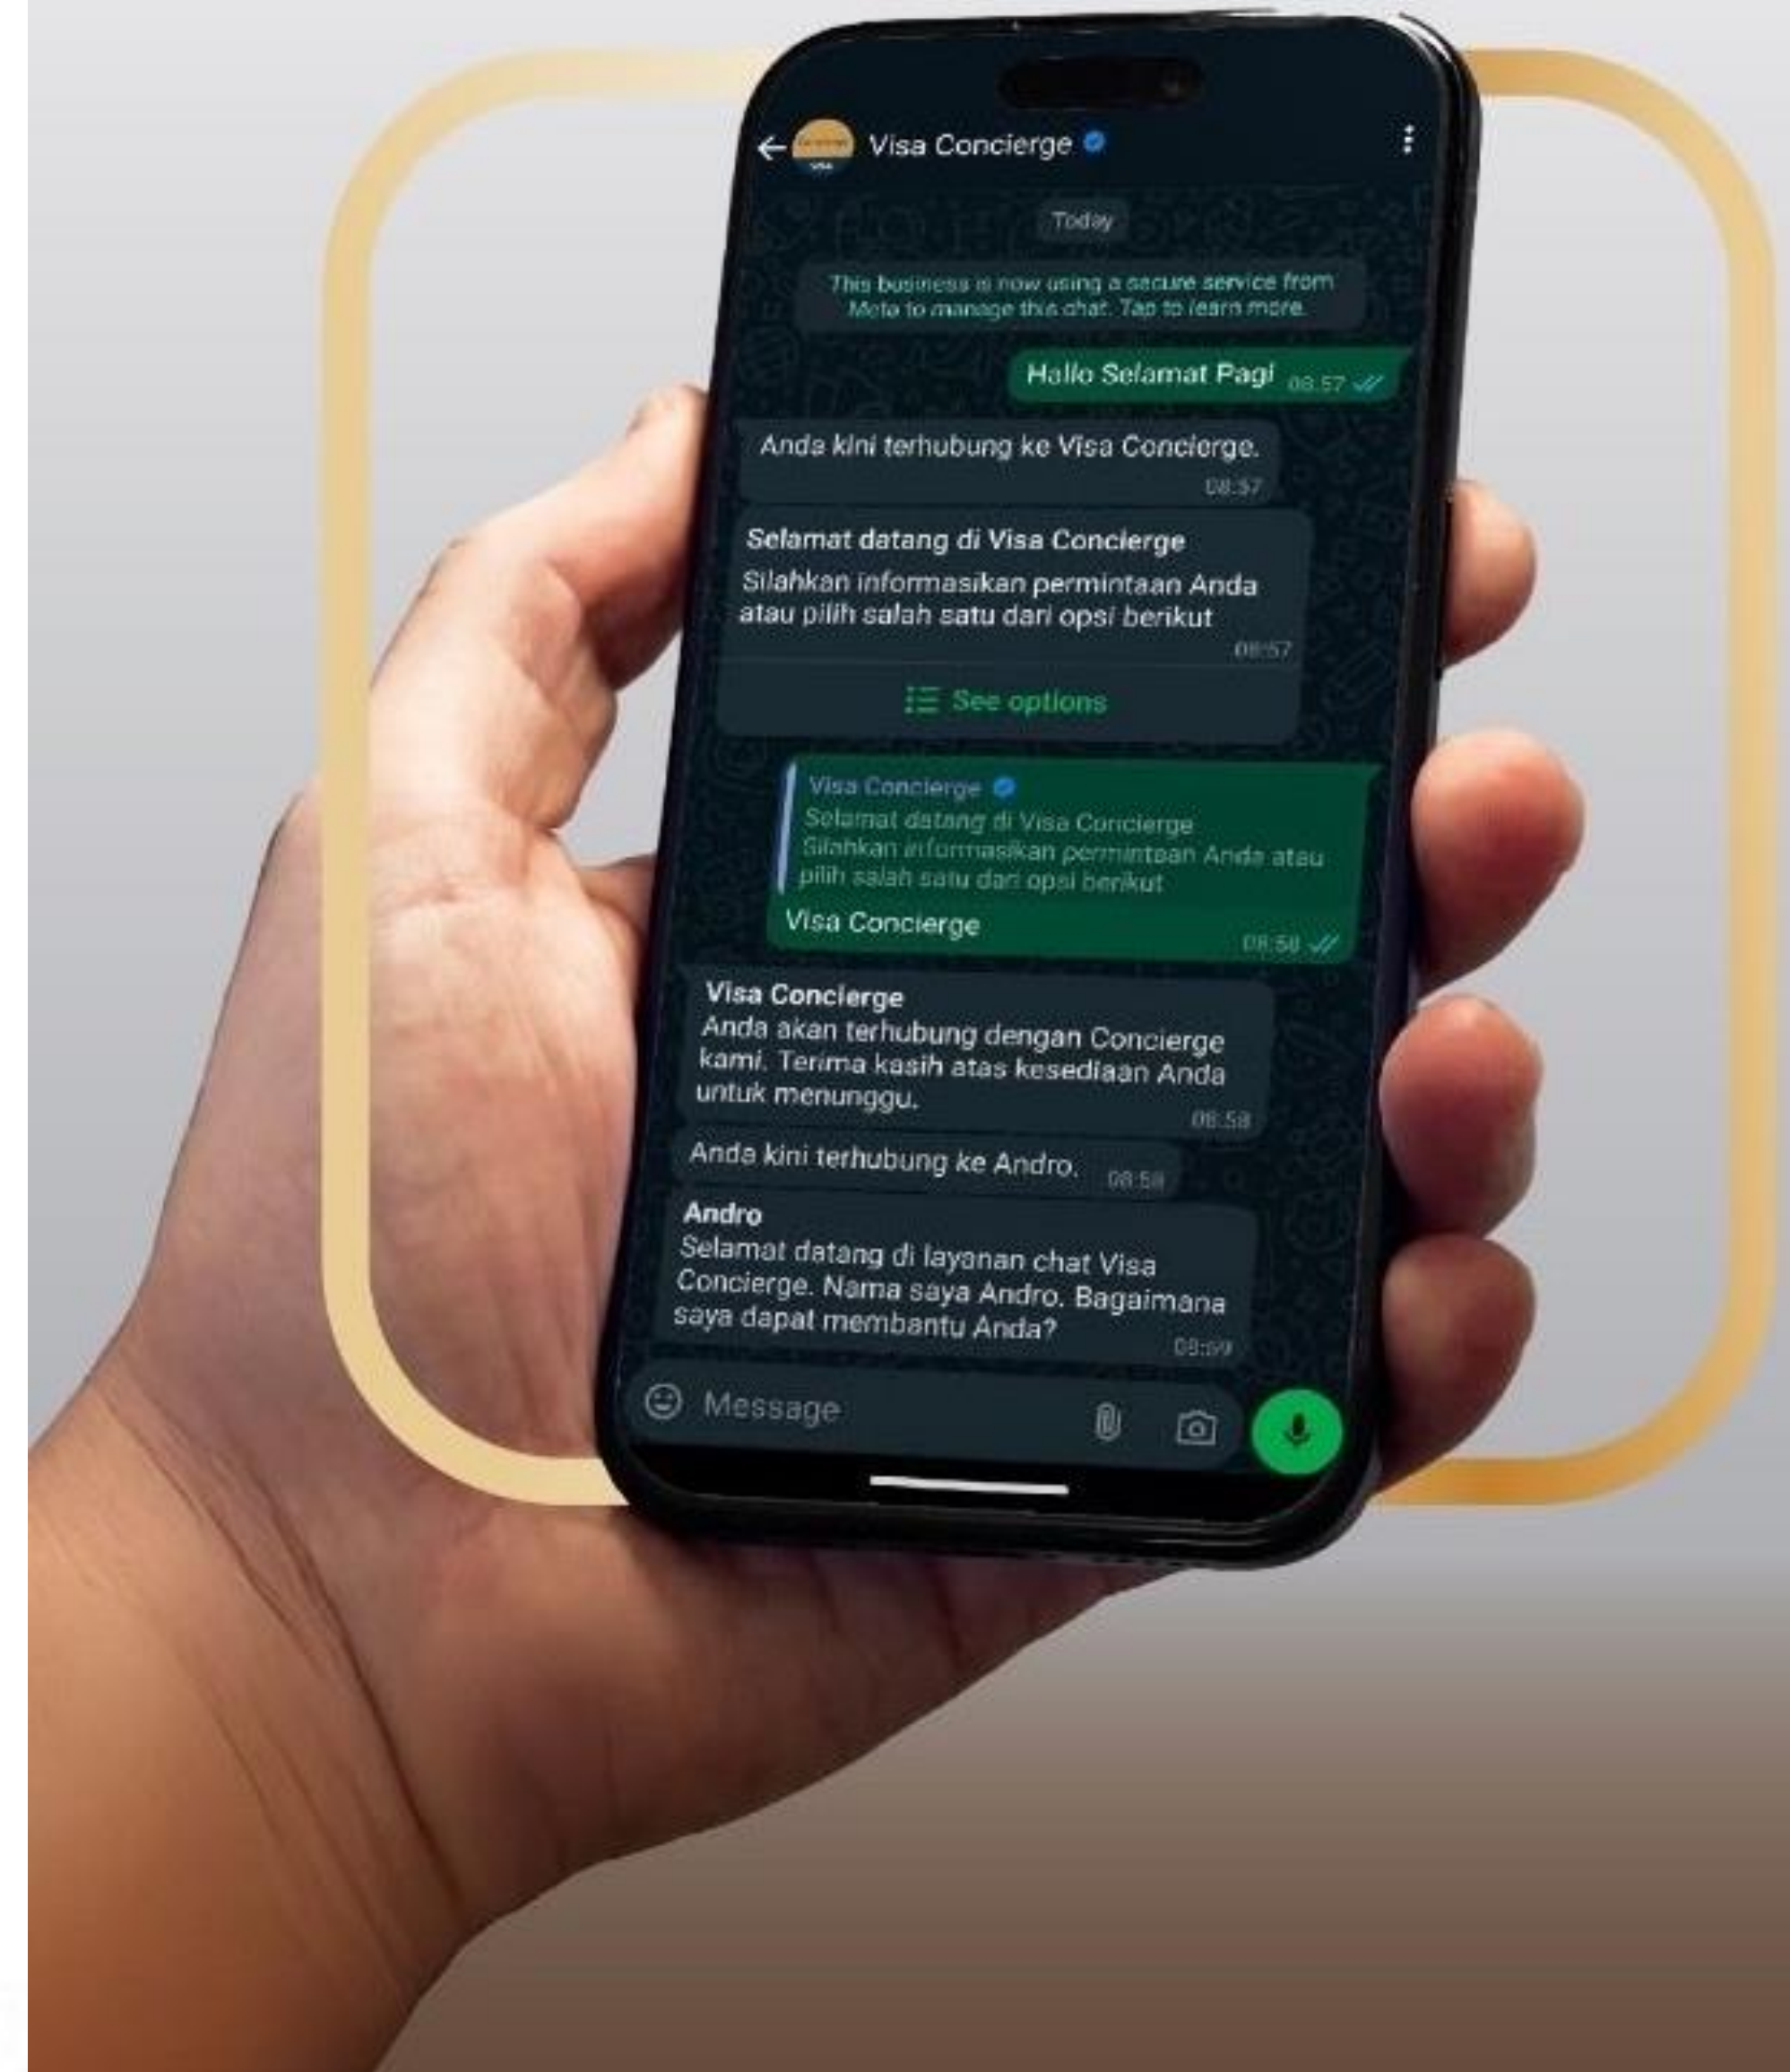 Visa Concierge
Today
This business is now using a secure service from
Meta to manage this chat. Tap to learn more.
Hallo Selamat Pagi 08.57
Anda kini terhubung ke Visa Concierge.
08.57
Selamat datang di Visa Concierge
Silahkan informasikan permintaan Anda
atau pilih salah satu dari opsi berikut
08:57
See options
Visa Concierge
Selamat datang di Visa Concierge
Silahkan informasikan permintaan Anda atau
pilih salah satu dari opsi berikut
Visa Concierge
08:58
Visa Concierge
Anda akan terhubung dengan Concierge
kami. Terima kasih atas kesediaan Anda
untuk menunggu.
08.58
Anda kini terhubung ke Andro. 08.58
Andro
Selamat datang di layanan chat Visa
Concierge. Nama saya Andro. Bagaimana
saya dapat membantu Anda?
08:59
Message